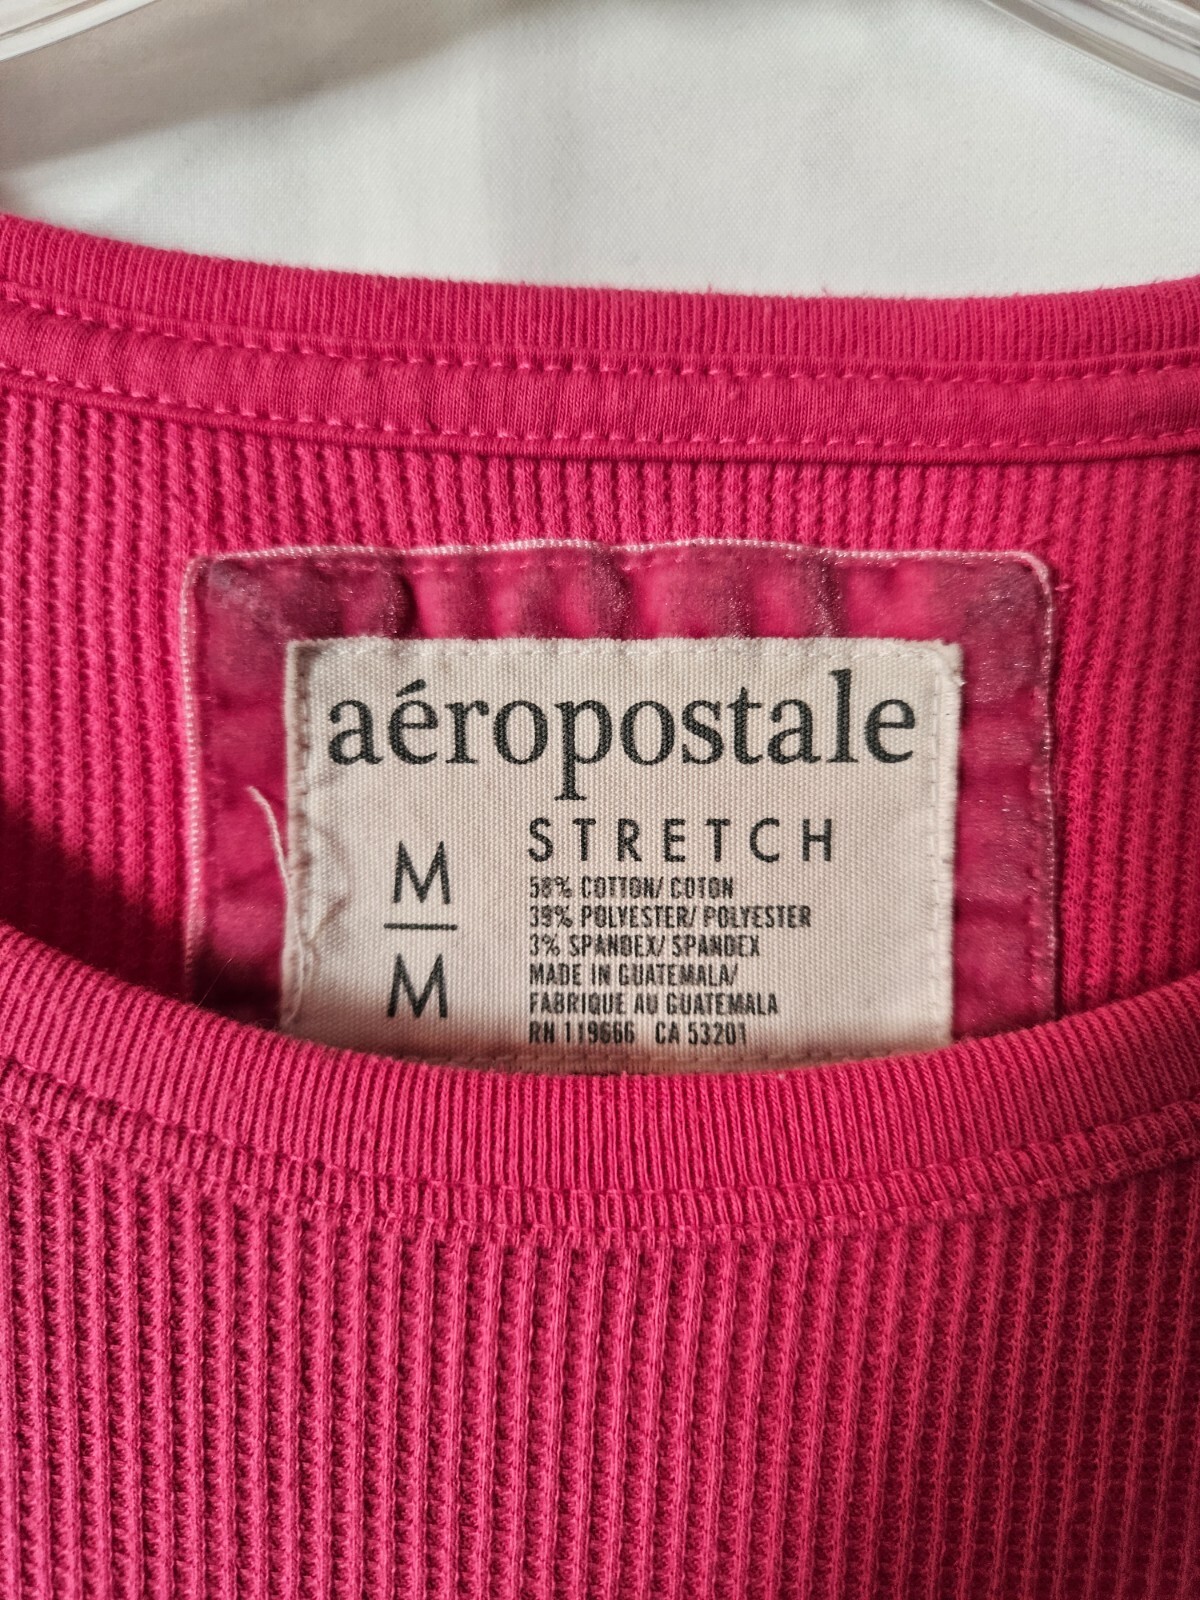 aéropostale
STRETCH
M
M
58% COTTON/ COTON
39% POLYESTER/ POLYESTER
3% SPANDEX/ SPANDEX
MADE IN GUATEMALA/
FABRIQUE AU GUATEMALA
RN 119666 CA 53201